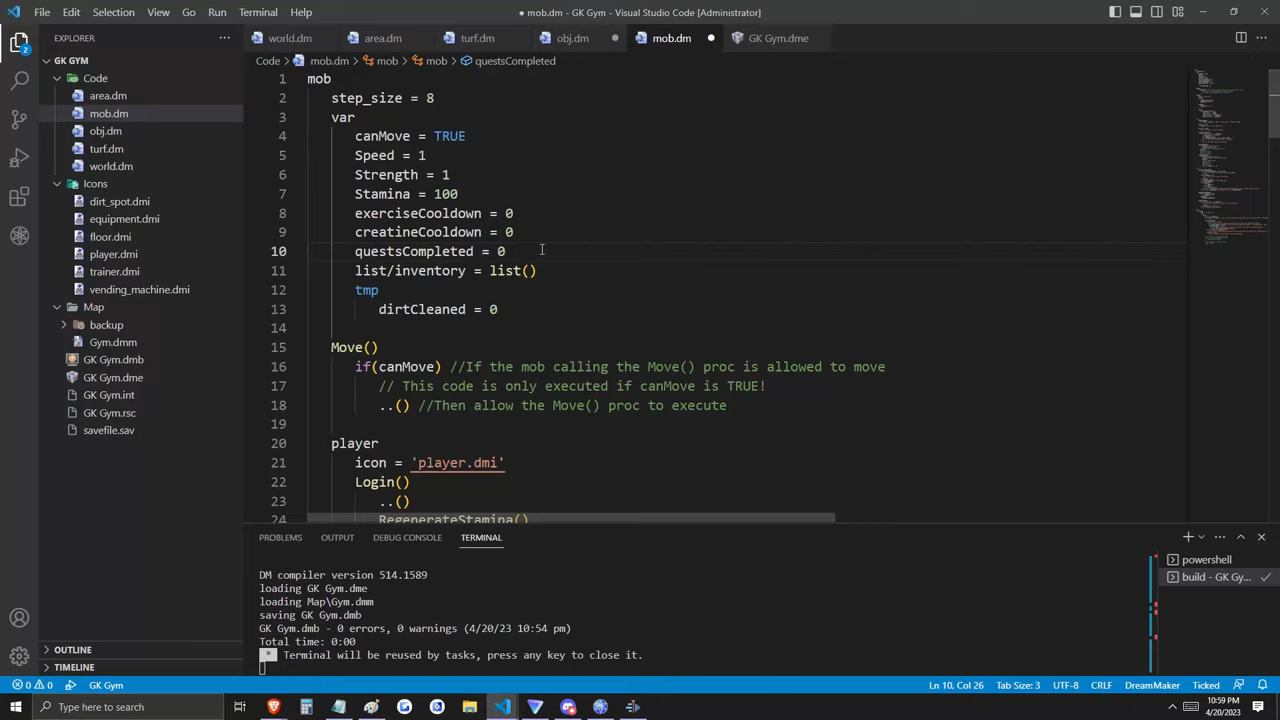 File Edit Selection View Go Run Terminal Help
● mob.dm - GK Gym - Visual Studio Code [Administrator]
EXPLORER
world.dm area.dm turf.dm obj.dm mob.dm GK Gym.dme
GK GYM
Code > mob.dm > mob > mob > questsCompleted
Code
area.dm
mob.dm
obj.dm
turf.dm
world.dm
Icons
dirt_spot.dmi
equipment.dmi
floor.dmi
player.dmi
trainer.dmi
vending_machine.dmi
Map
backup
Gym.dmm
GK Gym.dmb
GK Gym.dme
GK Gym.int
GK Gym.rsc
savefile.sav
OUTLINE
TIMELINE
2
1 mob
2 step_size = 8
3 var
4 canMove = TRUE
5 Speed = 1
6 Strength = 1
7 Stamina = 100
8 exerciseCooldown = 0
9 creatineCooldown = 0
10 questsCompleted = 0
11 list/inventory = list()
12 tmp
13 dirtCleaned = 0
14
15 Move()
16 if(canMove) //If the mob calling the Move() proc is allowed to move
17 // This code is only executed if canMove is TRUE!
18 ..() //Then allow the Move() proc to execute
19
20 player
21 icon = 'player.dmi'
22 Login()
23 ..()
24 RegenerateStamina()
PROBLEMS OUTPUT DEBUG CONSOLE TERMINAL
DM compiler version 514.1589
loading GK Gym.dme
loading Map\Gym.dmm
saving GK Gym.dmb
GK Gym.dmb - 0 errors, 0 warnings (4/20/23 10:54 pm)
Total time: 0:00
* Terminal will be reused by tasks, press any key to close it.
powershell
build - GK Gy...
0 0 GK Gym Ln 10, Col 26 Tab Size: 3 UTF-8 CRLF DreamMaker Ticked
Type here to search
10:59 PM
4/20/2023